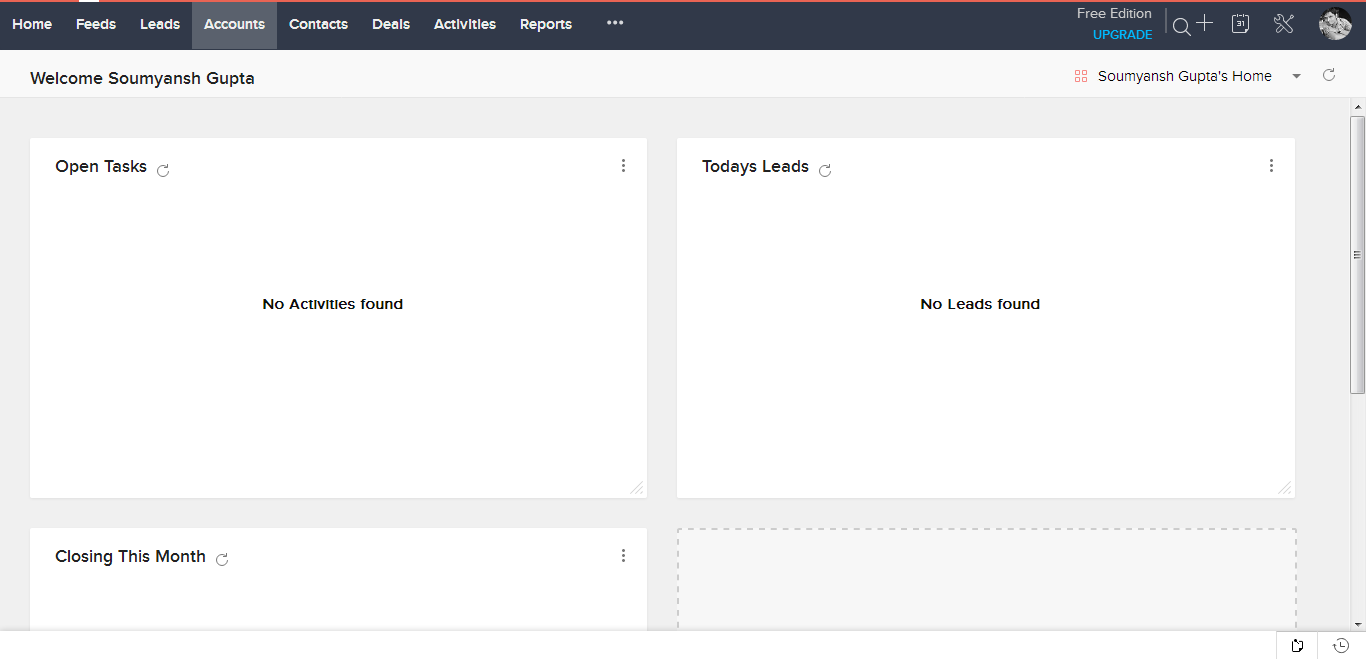 Home Feeds Leads Accounts Contacts Deals Activities Reports ••• Free Edition
UPGRADE
31
Welcome Soumyansh Gupta Soumyansh Gupta's Home
Open Tasks Todays Leads
No Activities found No Leads found
Closing This Month